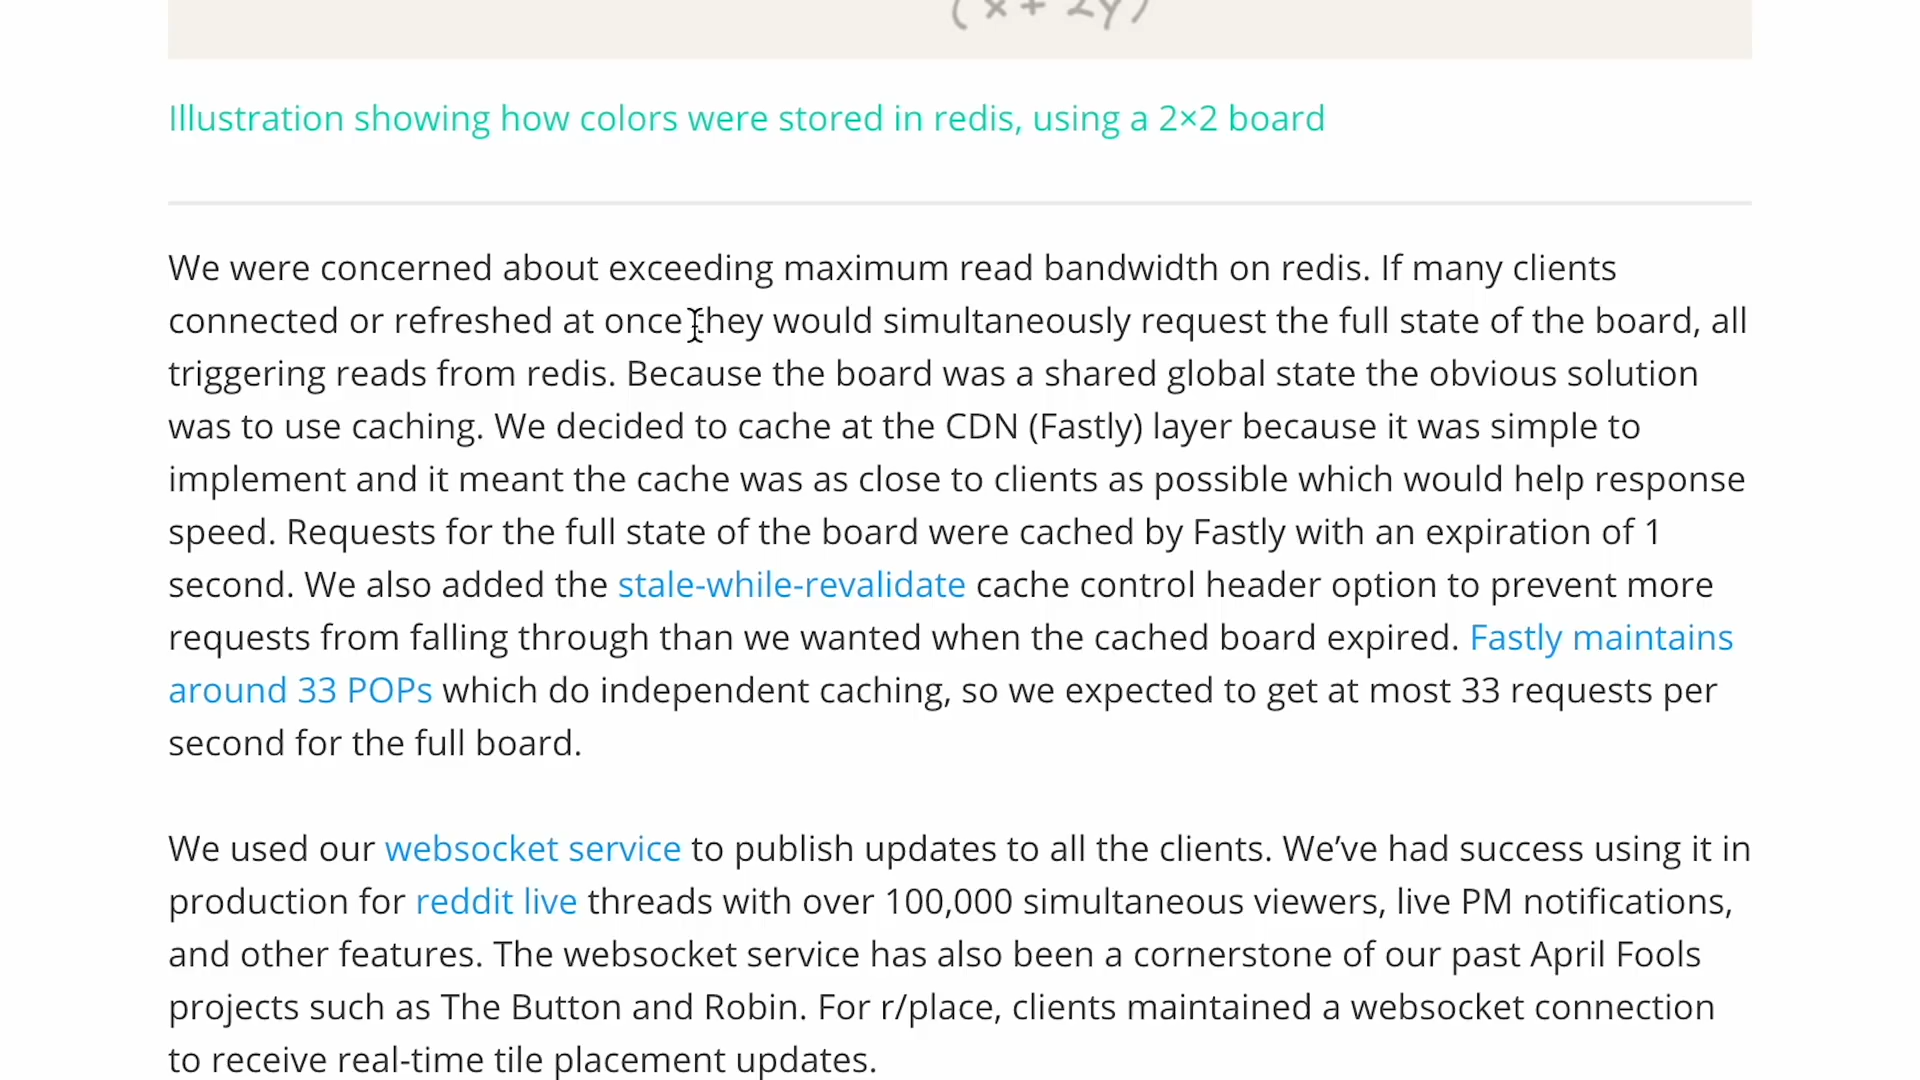 (x + 2y)
Illustration showing how colors were stored in redis, using a 2×2 board
We were concerned about exceeding maximum read bandwidth on redis. If many clients
connected or refreshed at once they would simultaneously request the full state of the board, all
triggering reads from redis. Because the board was a shared global state the obvious solution
was to use caching. We decided to cache at the CDN (Fastly) layer because it was simple to
implement and it meant the cache was as close to clients as possible which would help response
speed. Requests for the full state of the board were cached by Fastly with an expiration of 1
second. We also added the stale-while-revalidate cache control header option to prevent more
requests from falling through than we wanted when the cached board expired. Fastly maintains
around 33 POPs which do independent caching, so we expected to get at most 33 requests per
second for the full board.
We used our websocket service to publish updates to all the clients. We’ve had success using it in
production for reddit live threads with over 100,000 simultaneous viewers, live PM notifications,
and other features. The websocket service has also been a cornerstone of our past April Fools
projects such as The Button and Robin. For r/place, clients maintained a websocket connection
to receive real-time tile placement updates.